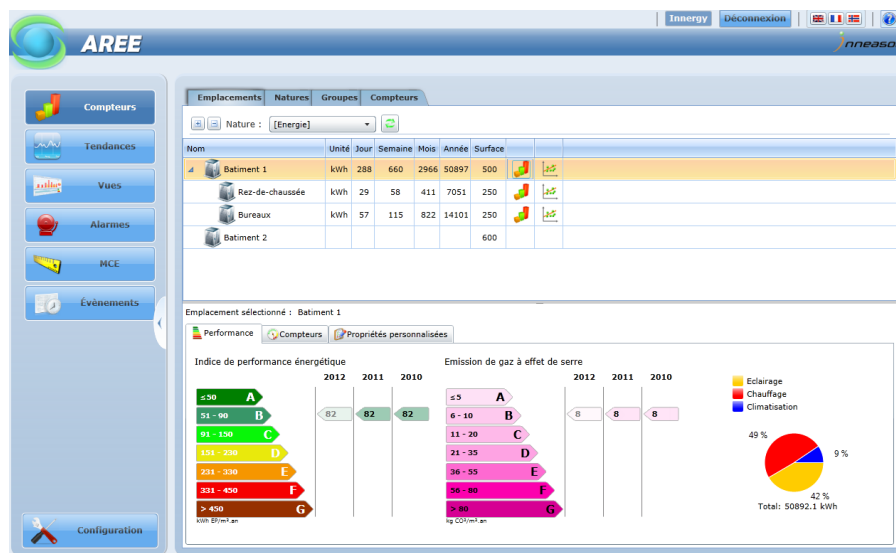 Innergy Déconnexion
AREE
nneaso
Compteurs
Tendances
Vues
Alarmes
MCE
Évènements
Configuration
Emplacements Natures Groupes Compteurs
Nature : [Energie]
Nom Unité Jour Semaine Mois Année Surface
Batiment 1 kWh 288 660 2966 50897 500
Rez-de-chaussée kWh 29 58 411 7051 250
Bureaux kWh 57 115 822 14101 250
Batiment 2 600
Emplacement sélectionné : Batiment 1
Performance Compteurs Propriétés personnalisées
Indice de performance énergétique
2012 2011 2010
≤50 A
51 - 90 B 82 82 82
91 - 150 C
151 - 230 D
231 - 330 E
331 - 450 F
> 450 G
kWh EP/m².an
Emission de gaz à effet de serre
2012 2011 2010
≤5 A
6 - 10 B 8 8 8
11 - 20 C
21 - 35 D
36 - 55 E
56 - 80 F
> 80 G
kg CO²/m².an
Eclairage
Chauffage
Climatisation
49 %
9 %
42 %
Total: 50892.1 kWh